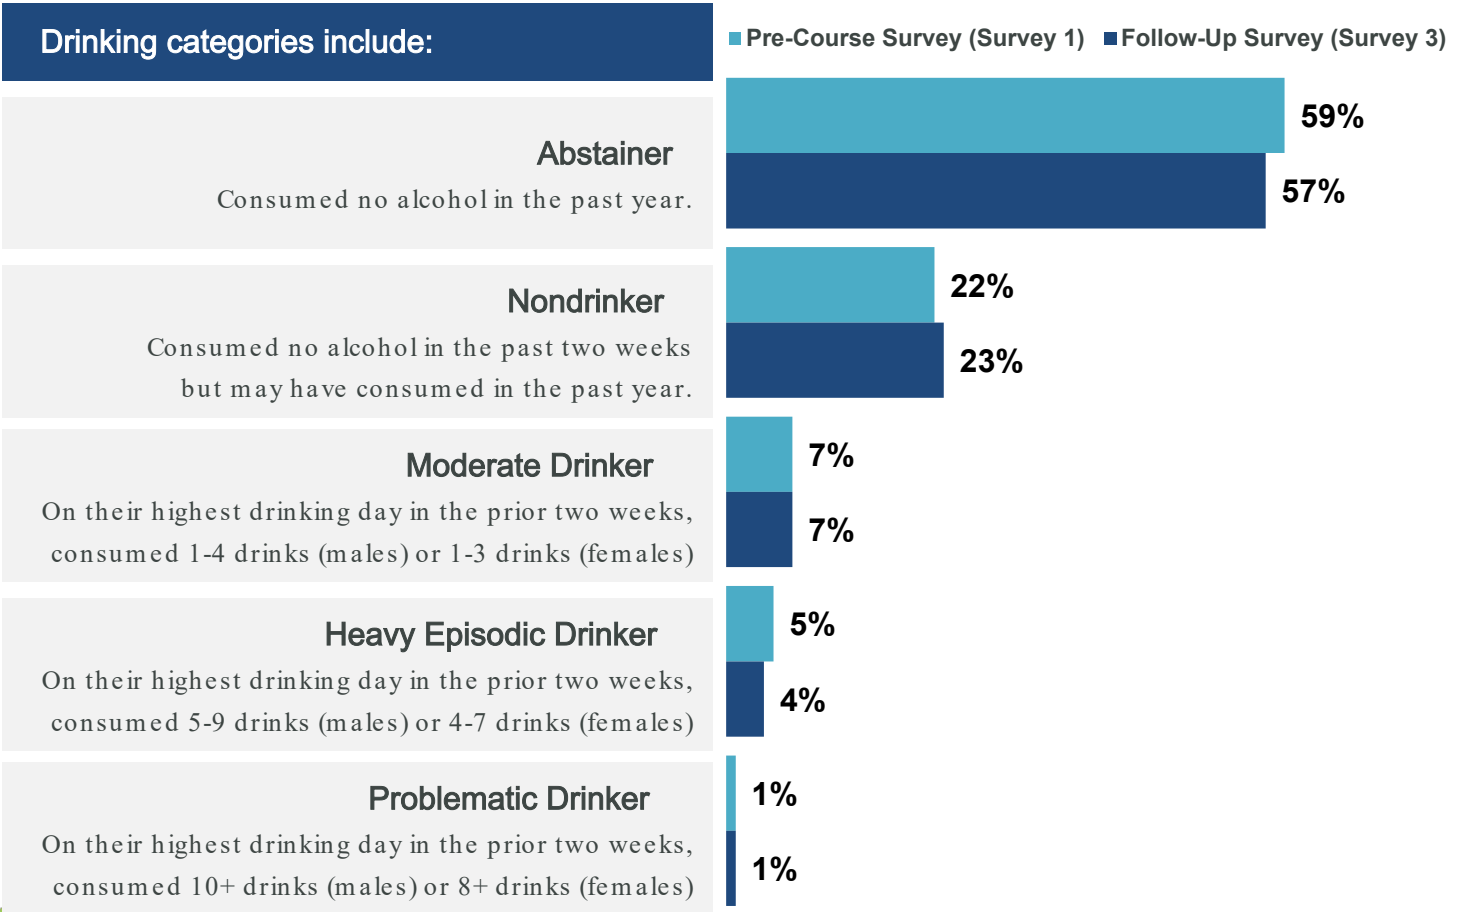 Drinking categories include:
Pre-Course Survey (Survey 1) Follow-Up Survey (Survey 3)
Abstainer
Consumed no alcohol in the past year.
59%
57%
Nondrinker
Consumed no alcohol in the past two weeks
but may have consumed in the past year.
22%
23%
Moderate Drinker
On their highest drinking day in the prior two weeks,
consumed 1-4 drinks (males) or 1-3 drinks (females)
7%
7%
Heavy Episodic Drinker
On their highest drinking day in the prior two weeks,
consumed 5-9 drinks (males) or 4-7 drinks (females)
5%
4%
Problematic Drinker
On their highest drinking day in the prior two weeks,
consumed 10+ drinks (males) or 8+ drinks (females)
1%
1%